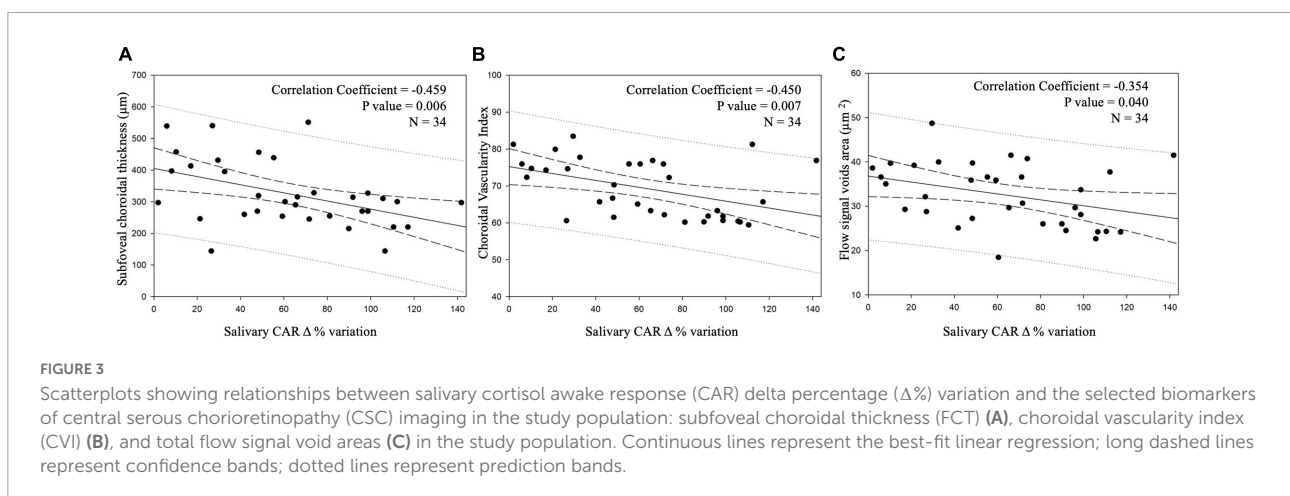 A
Correlation Coefficient = -0.459
P value = 0.006
N = 34
700
600
500
400
300
200
100
0
Subfoveal choroidal thickness (µm)
0 20 40 60 80 100 120 140
Salivary CAR Δ % variation
B
Correlation Coefficient = -0.450
P value = 0.007
N = 34
100
90
80
70
60
50
40
Choroidal Vascularity Index
0 20 40 60 80 100 120 140
Salivary CAR Δ % variation
C
Correlation Coefficient = -0.354
P value = 0.040
N = 34
60
50
40
30
20
10
Flow signal voids area (µm ²)
0 20 40 60 80 100 120 140
Salivary CAR Δ % variation
FIGURE 3
Scatterplots showing relationships between salivary cortisol awake response (CAR) delta percentage (Δ%) variation and the selected biomarkers
of central serous chorioretinopathy (CSC) imaging in the study population: subfoveal choroidal thickness (FCT) (A), choroidal vascularity index
(CVI) (B), and total flow signal void areas (C) in the study population. Continuous lines represent the best-fit linear regression; long dashed lines
represent confidence bands; dotted lines represent prediction bands.